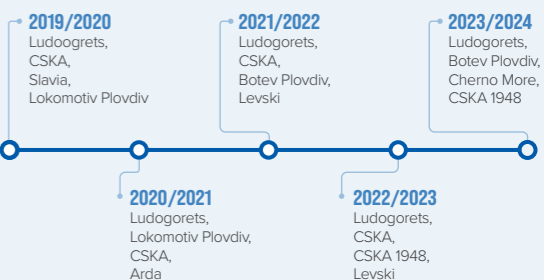 2019/2020
Ludoogrets,
CSKA,
Slavia,
Lokomotiv Plovdiv
2020/2021
Ludogorets,
Lokomotiv Plovdiv,
CSKA,
Arda
2021/2022
Ludogorets,
CSKA,
Botev Plovdiv,
Levski
2022/2023
Ludogorets,
CSKA,
CSKA 1948,
Levski
2023/2024
Ludogorets,
Botev Plovdiv,
Cherno More,
CSKA 1948